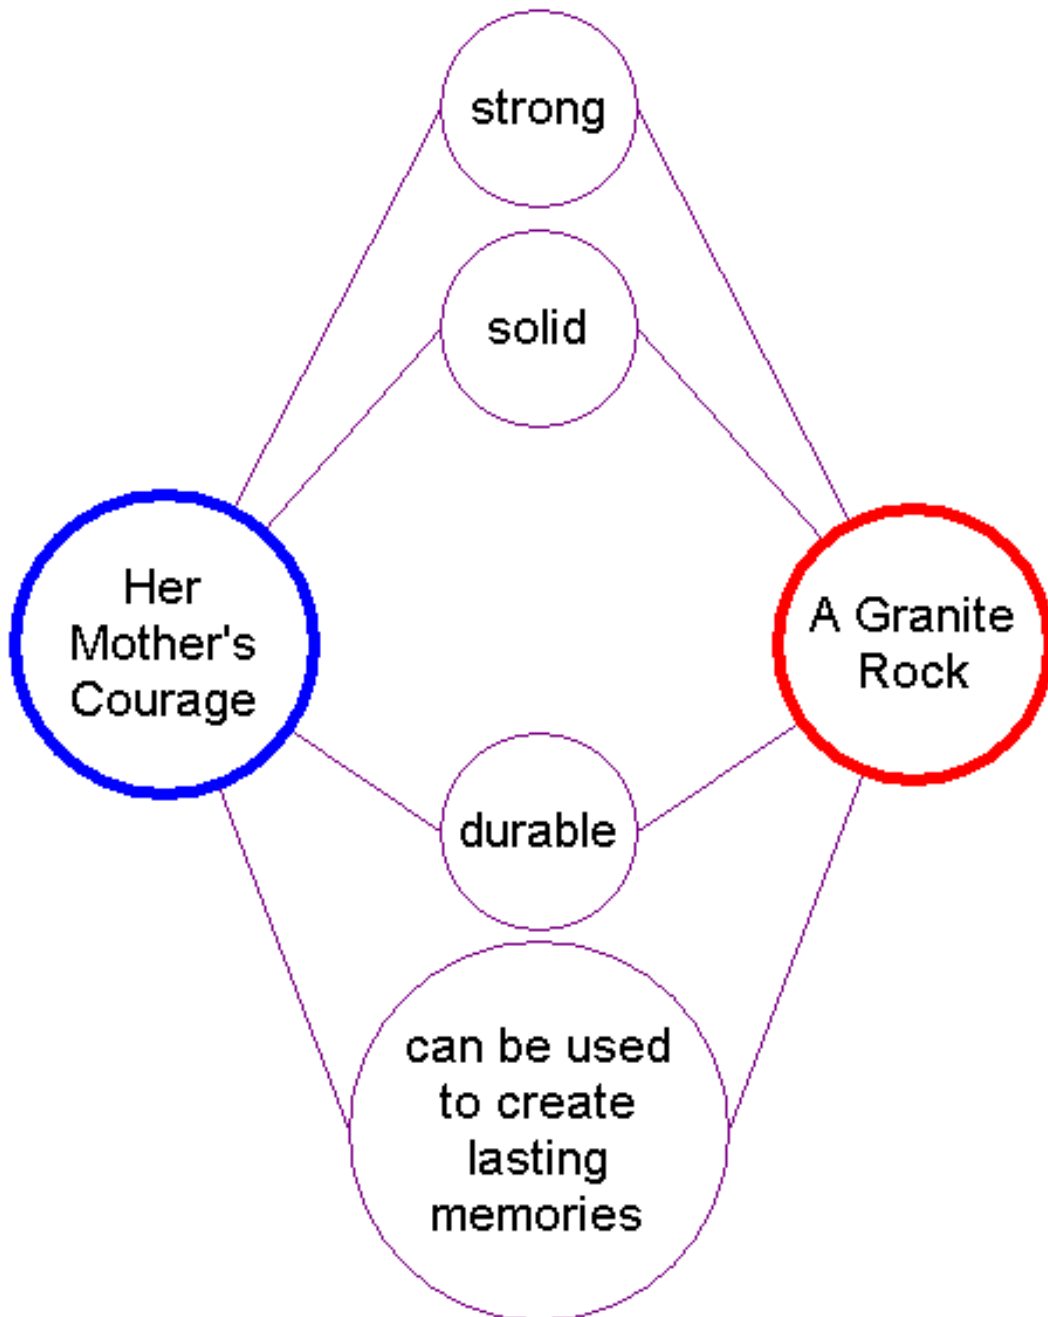 strong
solid
Her
Mother's
Courage
A Granite
Rock
durable
can be used
to create
lasting
memories